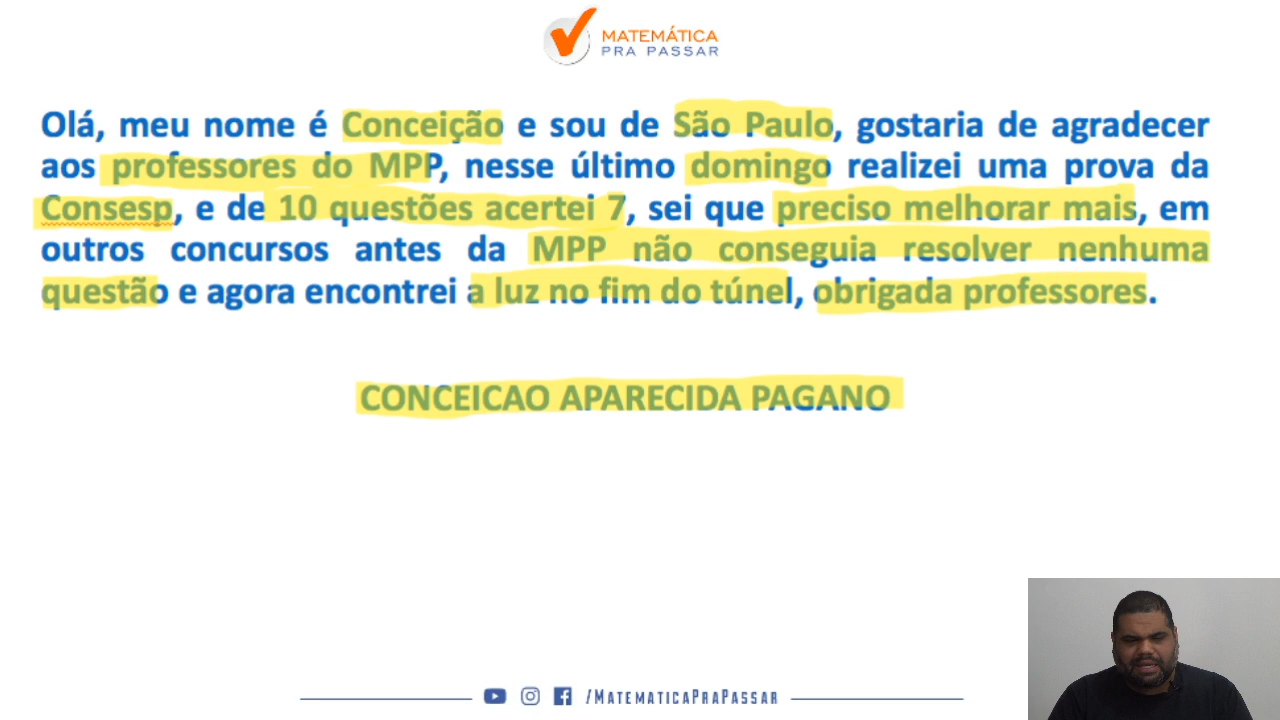 MATEMÁTICA
PRA PASSAR
Olá, meu nome é Conceição e sou de São Paulo, gostaria de agradecer
aos professores do MPP, nesse último domingo realizei uma prova da
Consesp, e de 10 questões acertei 7, sei que preciso melhorar mais, em
outros concursos antes da MPP não conseguia resolver nenhuma
questão e agora encontrei a luz no fim do túnel, obrigada professores.
CONCEICAO APARECIDA PAGANO
/MATEMATICAPRAPASSAR